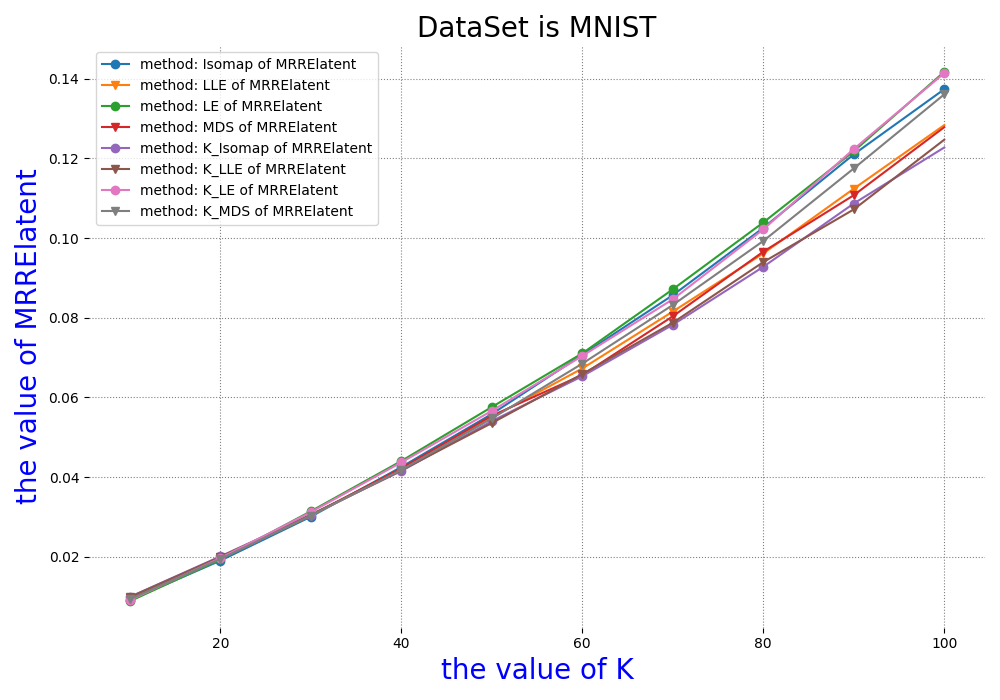 DataSet is MNIST
method: Isomap of MRRElatent
method: LLE of MRRElatent
method: LE of MRRElatent
method: MDS of MRRElatent
method: K_Isomap of MRRElatent
method: K_LLE of MRRElatent
method: K_LE of MRRElatent
method: K_MDS of MRRElatent
the value of MRRElatent
0.14
0.12
0.10
0.08
0.06
0.04
0.02
20 40 60 80 100
the value of K